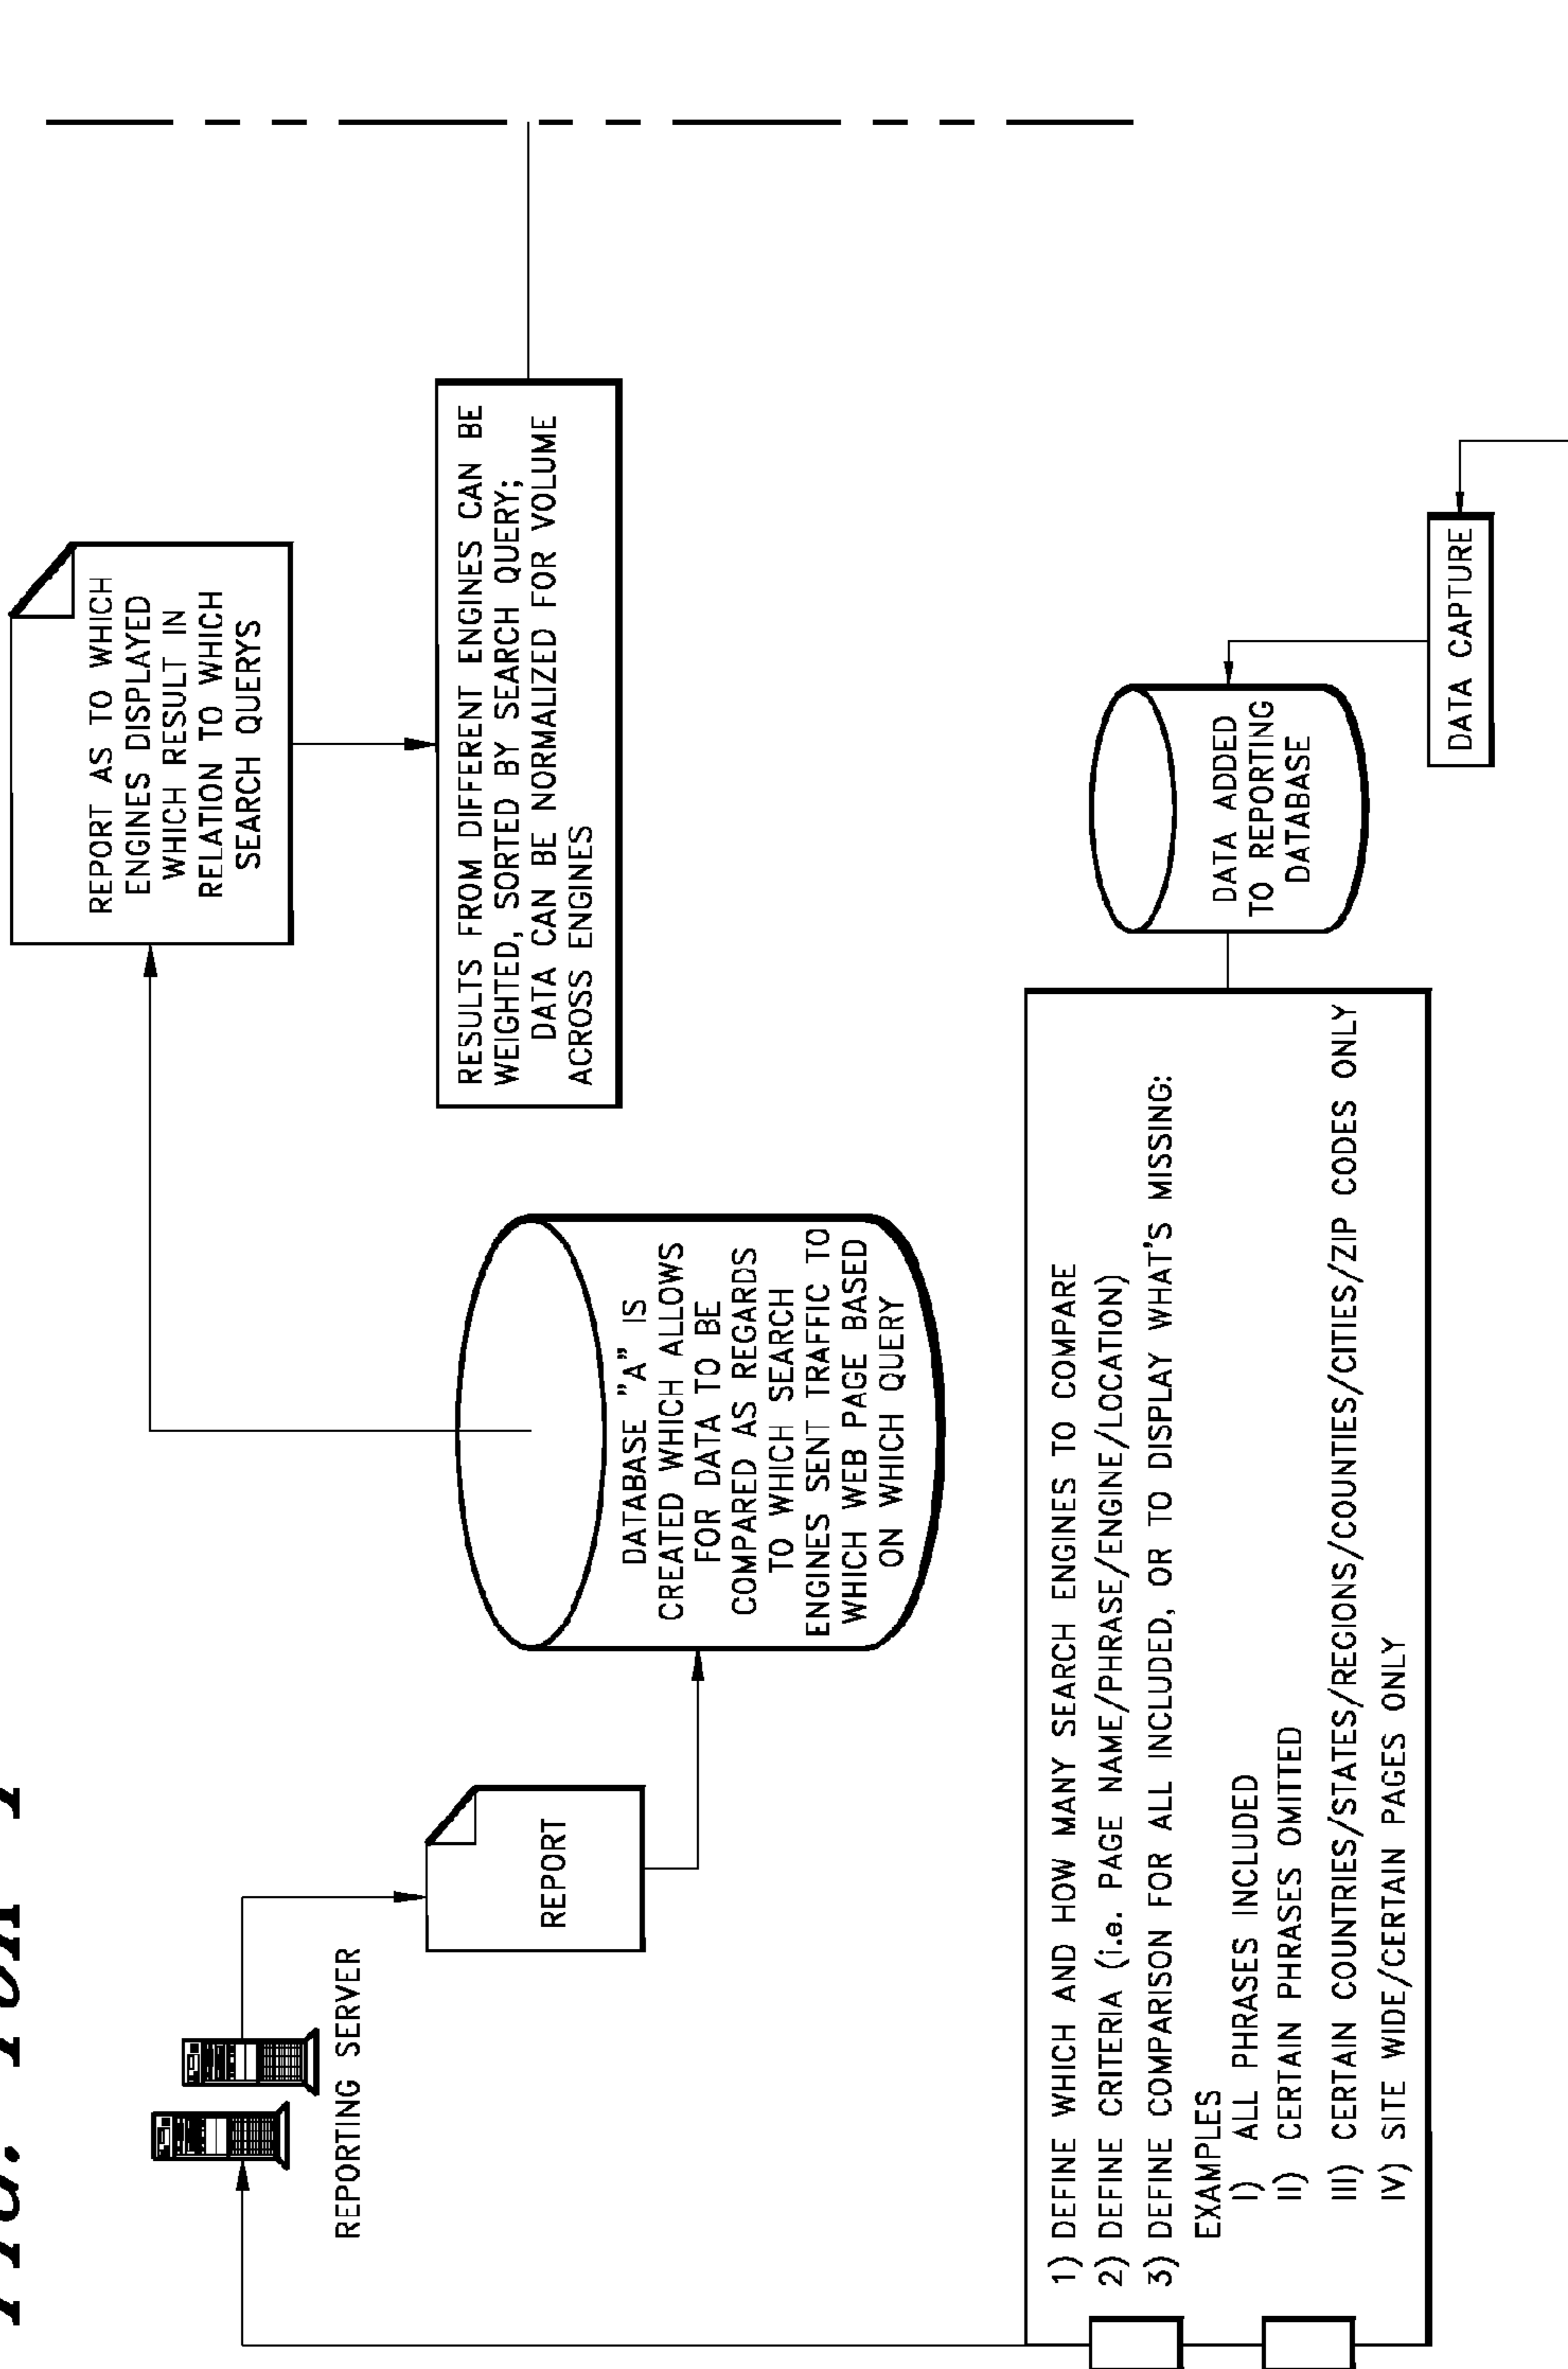 REPORTING SERVER
REPORT
DATABASE "A" IS
CREATED WHICH ALLOWS
FOR DATA TO BE
COMPARED AS REGARDS
TO WHICH SEARCH
ENGINES SENT TRAFFIC TO
WHICH WEB PAGE BASED
ON WHICH QUERY
REPORT AS TO WHICH
ENGINES DISPLAYED
WHICH RESULT IN
RELATION TO WHICH
SEARCH QUERYS
RESULTS FROM DIFFERENT ENGINES CAN BE
WEIGHTED, SORTED BY SEARCH QUERY;
DATA CAN BE NORMALIZED FOR VOLUME
ACROSS ENGINES
1) DEFINE WHICH AND HOW MANY SEARCH ENGINES TO COMPARE
2) DEFINE CRITERIA (i.e. PAGE NAME/PHRASE/ENGINE/LOCATION)
3) DEFINE COMPARISON FOR ALL INCLUDED, OR TO DISPLAY WHAT'S MISSING:
EXAMPLES
I) ALL PHRASES INCLUDED
II) CERTAIN PHRASES OMITTED
III) CERTAIN COUNTRIES/STATES/REGIONS/COUNTIES/CITIES/ZIP CODES ONLY
IV) SITE WIDE/CERTAIN PAGES ONLY
DATA ADDED
TO REPORTING
DATABASE
DATA CAPTURE